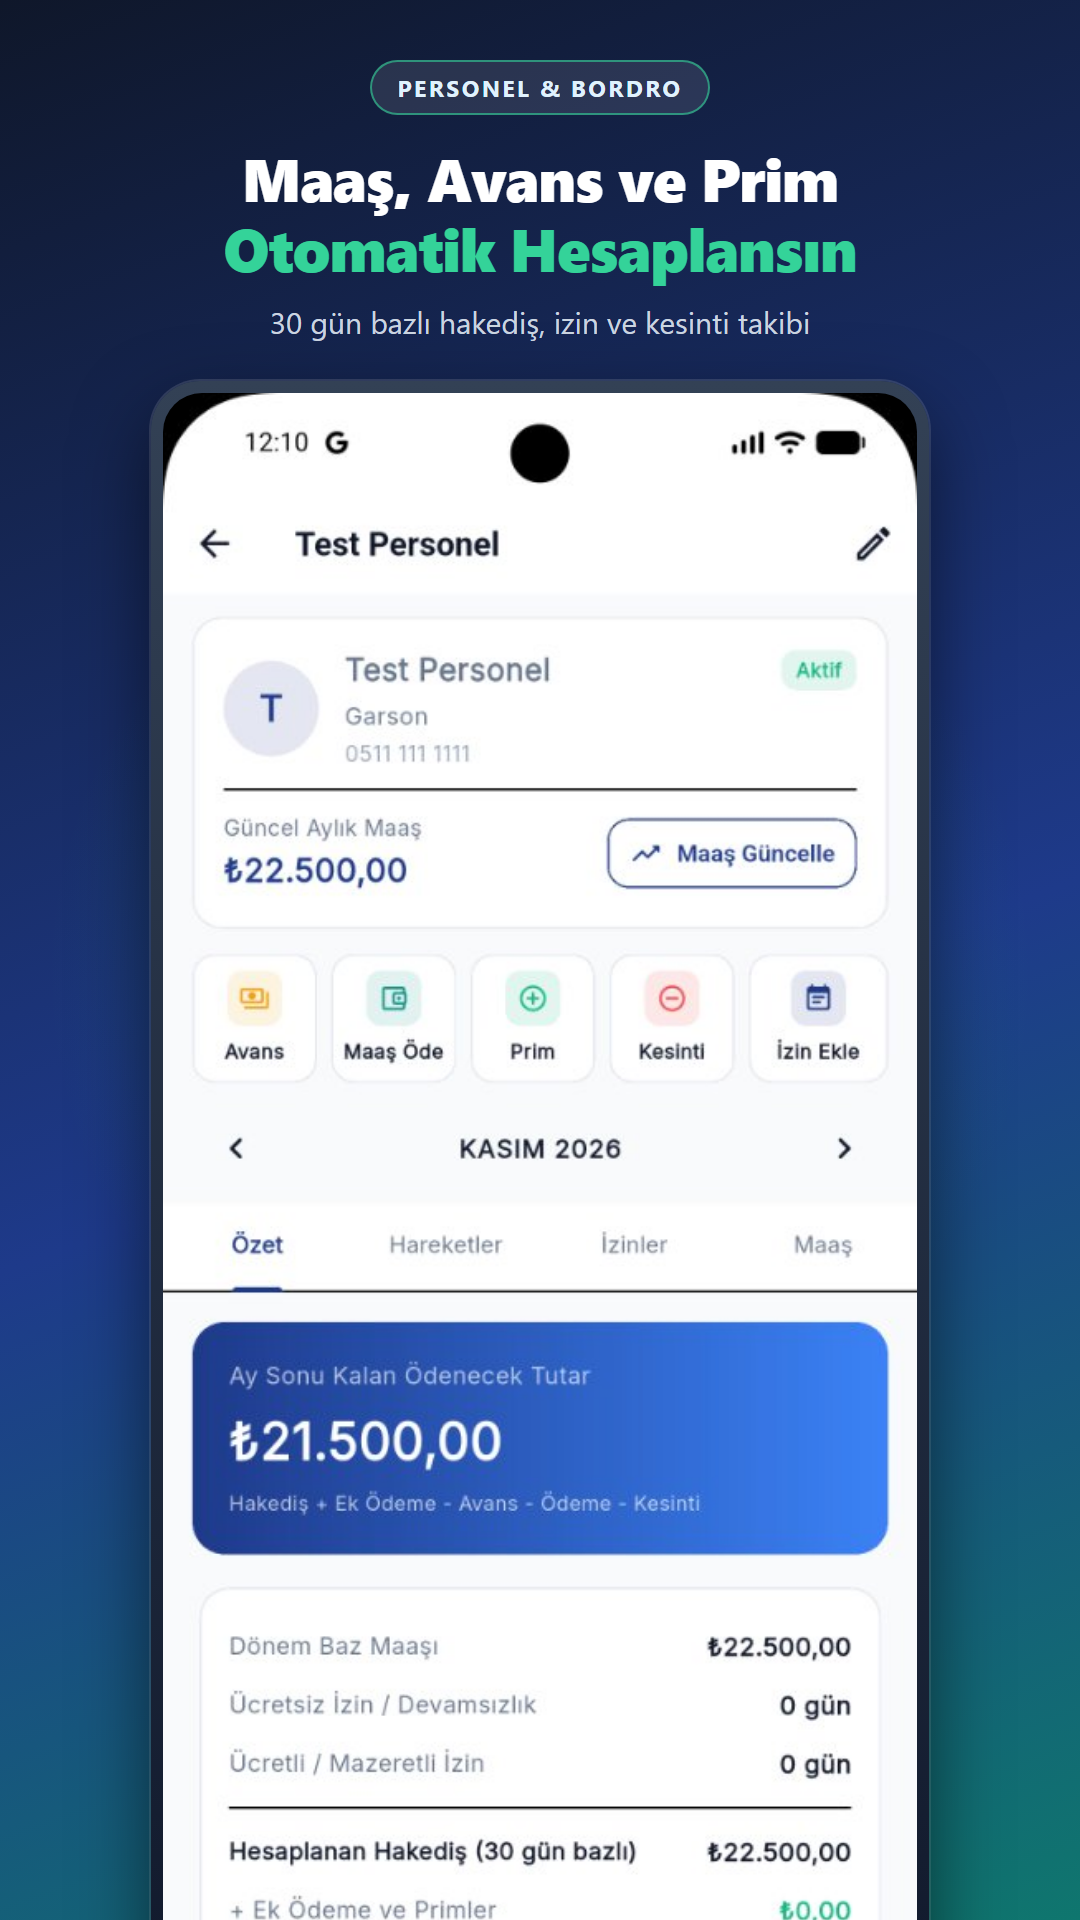 PERSONEL & BORDRO
Maaş, Avans ve Prim
Otomatik Hesaplansın
30 gün bazlı hakediş, izin ve kesinti takibi
12:10 G
Test Personel
T
Test Personel
Aktif
Garson
0511 111 1111
Güncel Aylık Maaş
₺22.500,00
Maaş Güncelle
Avans
Maaş Öde
Prim
Kesinti
İzin Ekle
KASIM 2026
Özet
Hareketler
İzinler
Maaş
Ay Sonu Kalan Ödenecek Tutar
₺21.500,00
Hakediş + Ek Ödeme - Avans - Ödeme - Kesinti
Dönem Baz Maaşı ₺22.500,00
Ücretsiz İzin / Devamsızlık 0 gün
Ücretli / Mazeretli İzin 0 gün
Hesaplanan Hakediş (30 gün bazlı) ₺22.500,00
+ Ek Ödeme ve Primler ₺0,00